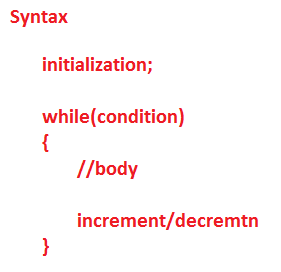 Syntax
initialization;
while(condition)
{
//body
increment/decremtn
}